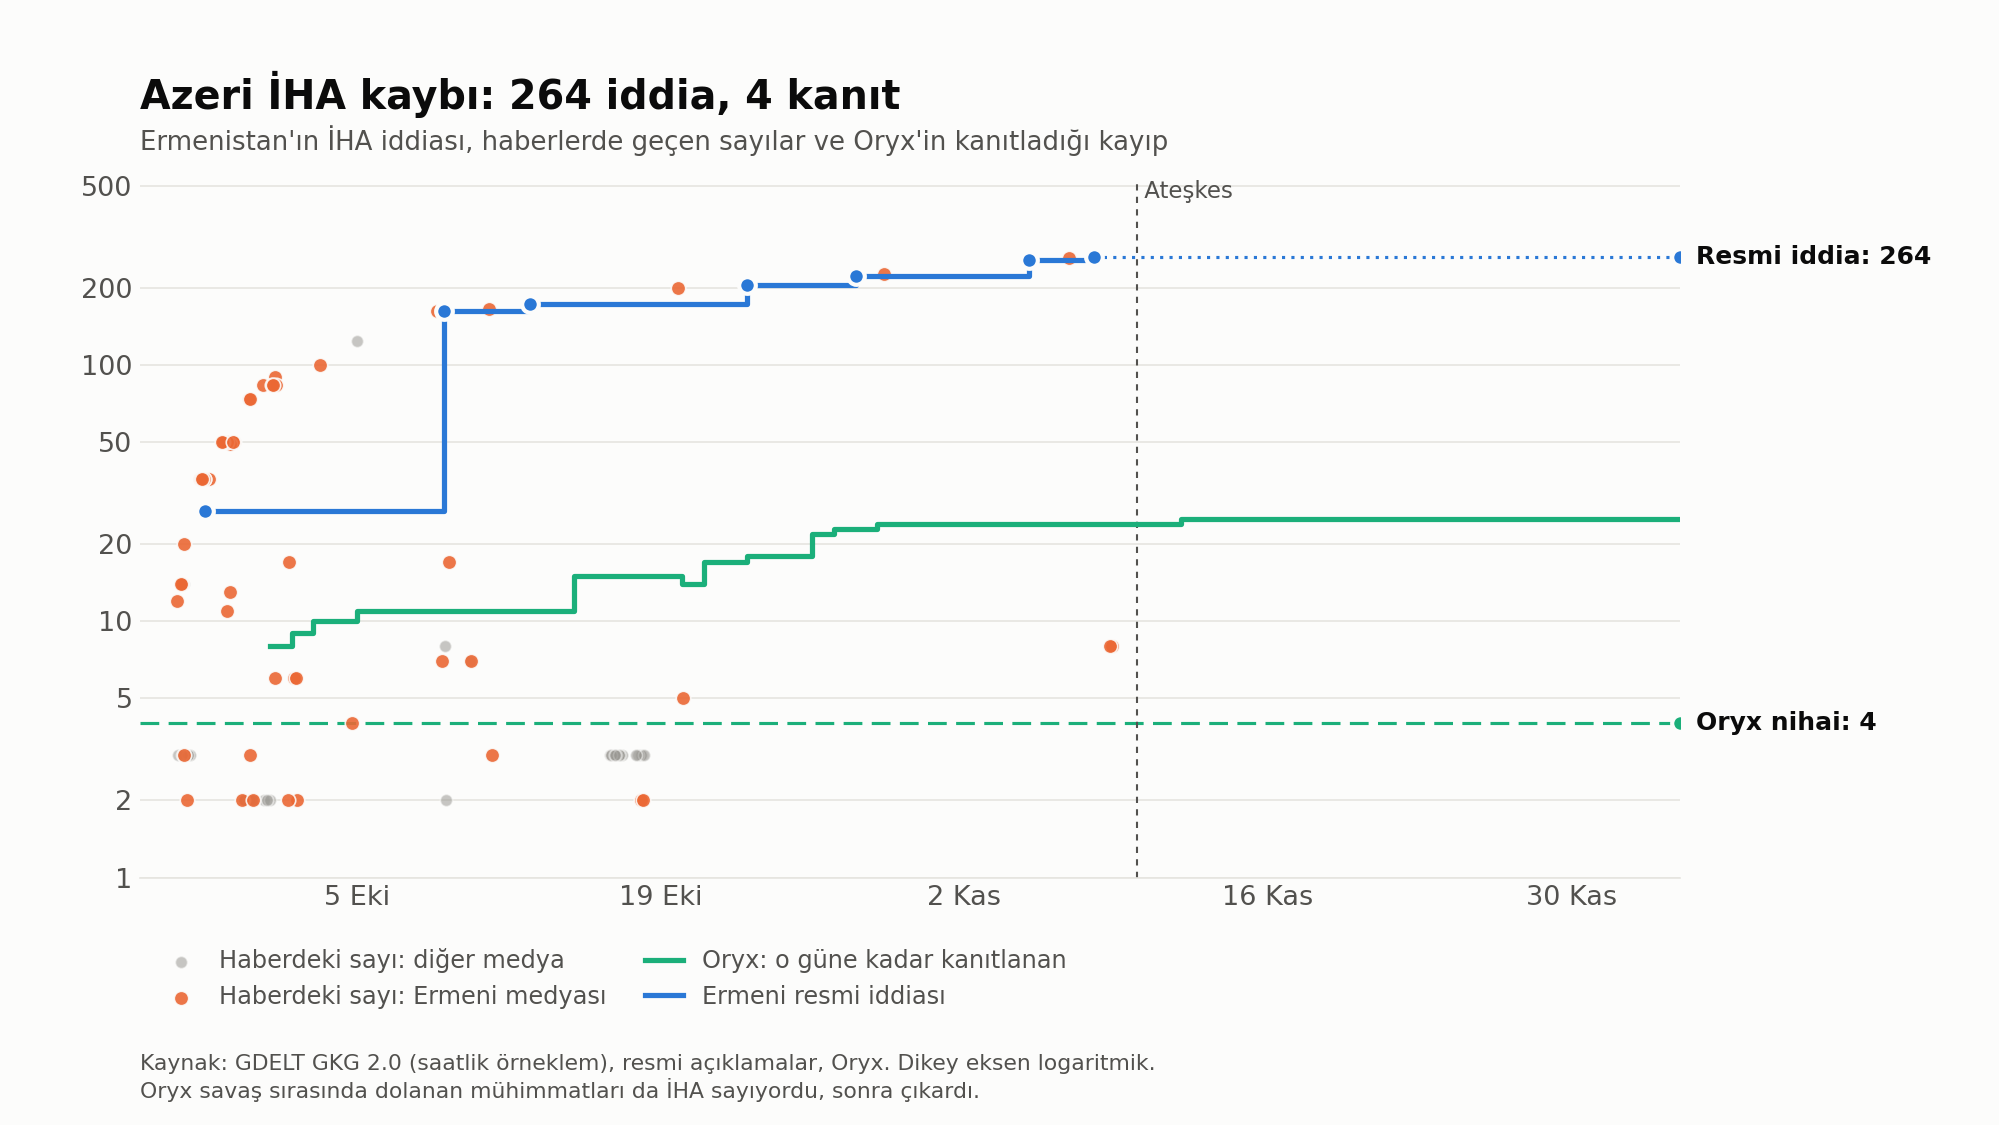 Azeri İHA kaybı: 264 iddia, 4 kanıt
Ermenistan'ın İHA iddiası, haberlerde geçen sayılar ve Oryx'in kanıtladığı kayıp
500
200
100
50
20
10
5
2
1
Ateşkes
Resmi iddia: 264
Oryx nihai: 4
5 Eki
19 Eki
2 Kas
16 Kas
30 Kas
Haberdeki sayı: diğer medya
Haberdeki sayı: Ermeni medyası
Oryx: o güne kadar kanıtlanan
Ermeni resmi iddiası
Kaynak: GDELT GKG 2.0 (saatlik örneklem), resmi açıklamalar, Oryx. Dikey eksen logaritmik.
Oryx savaş sırasında dolanan mühimmatları da İHA sayıyordu, sonra çıkardı.